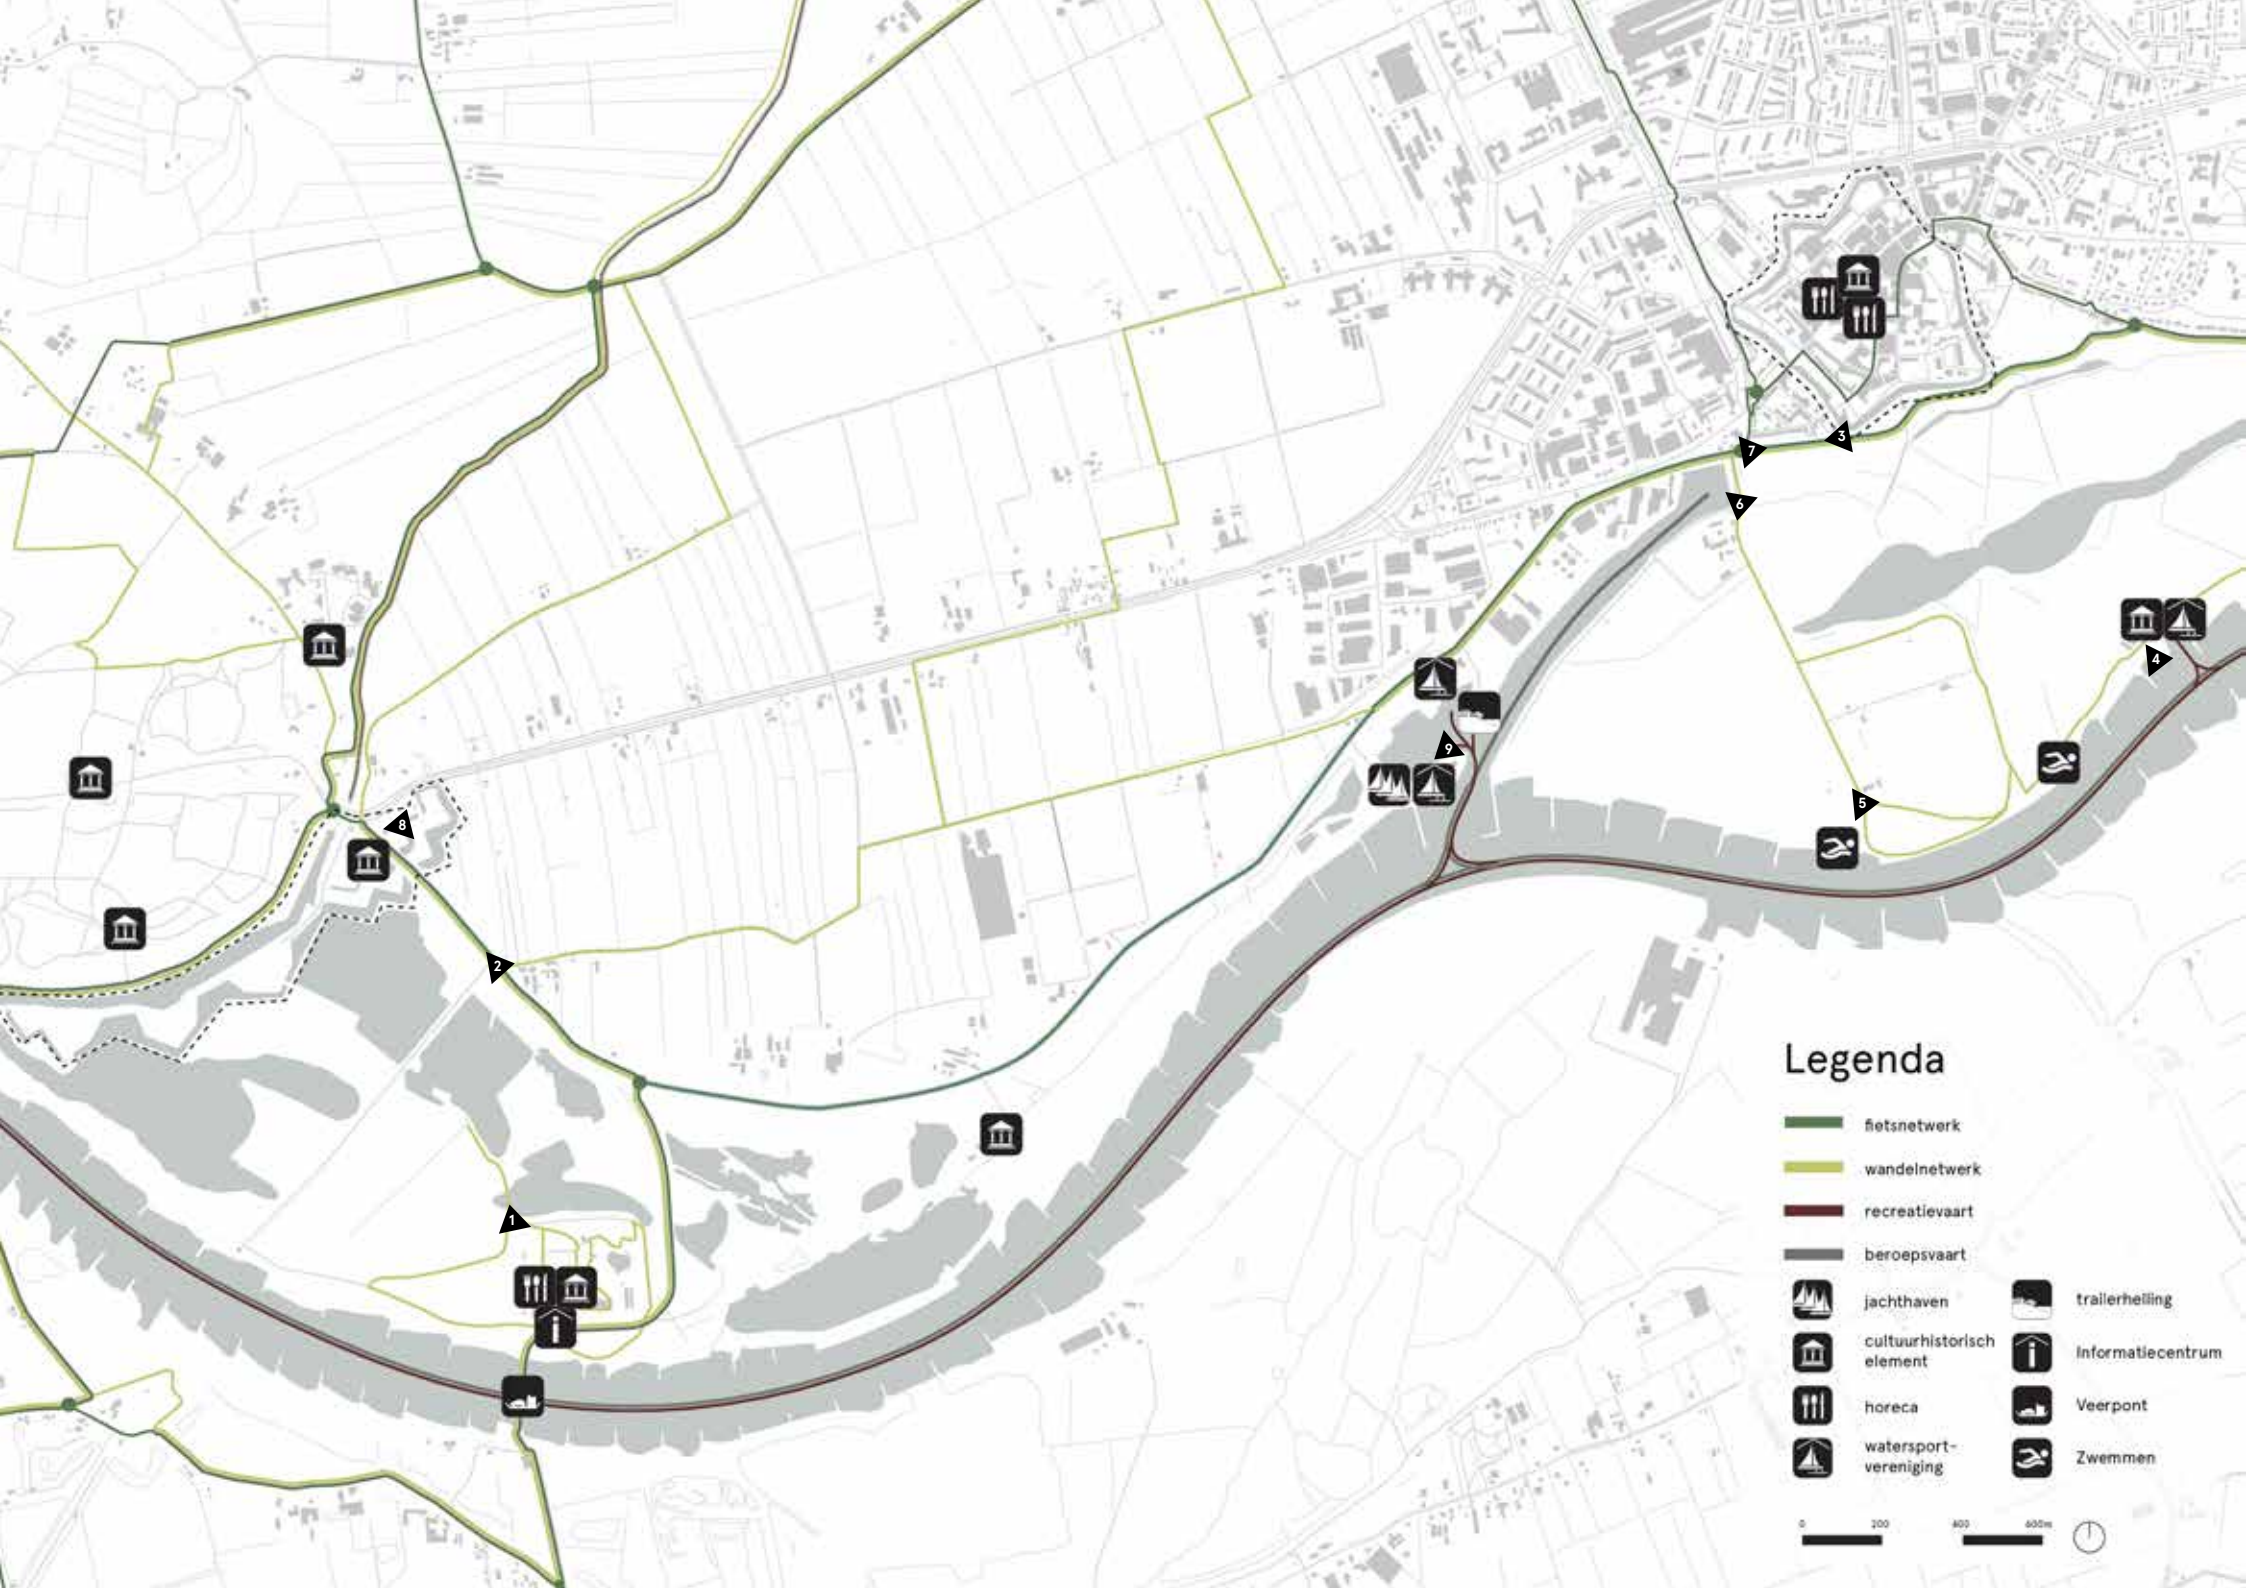 7
3
6
4
9
5
8
2
1
Legenda
fietsnetwerk
wandelnetwerk
recreatievaart
beroepsvaart
jachthaven
trailerhelling
cultuurhistorisch
element
Informatiecentrum
horeca
Veerpont
watersport-
vereniging
Zwemmen
0 200 400 600m